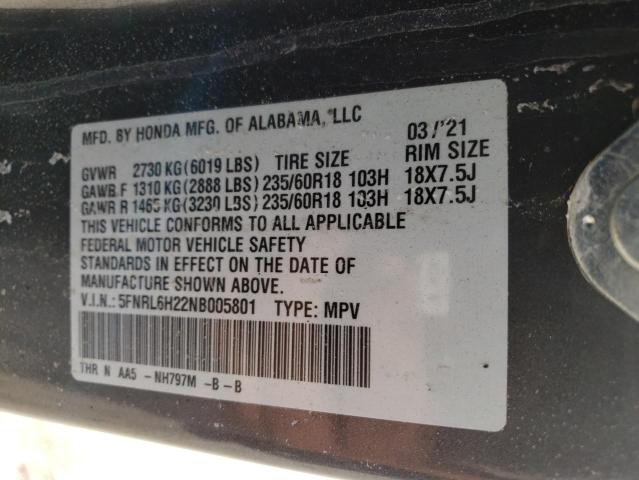 MFD. BY HONDA MFG. OF ALABAMA, LLC 03/'21
GVWR 2730 KG(6019 LBS) TIRE SIZE RIM SIZE
GAWR F 1310 KG(2888 LBS) 235/60R18 103H 18X7.5J
GAWR R 1465 KG(3230 LBS) 235/60R18 103H 18X7.5J
THIS VEHICLE CONFORMS TO ALL APPLICABLE
FEDERAL MOTOR VEHICLE SAFETY
STANDARDS IN EFFECT ON THE DATE OF
MANUFACTURE SHOWN ABOVE.
V.I.N.: 5FNRL6H22NB005801 TYPE: MPV
THR N AA5 -NH797M -B-B